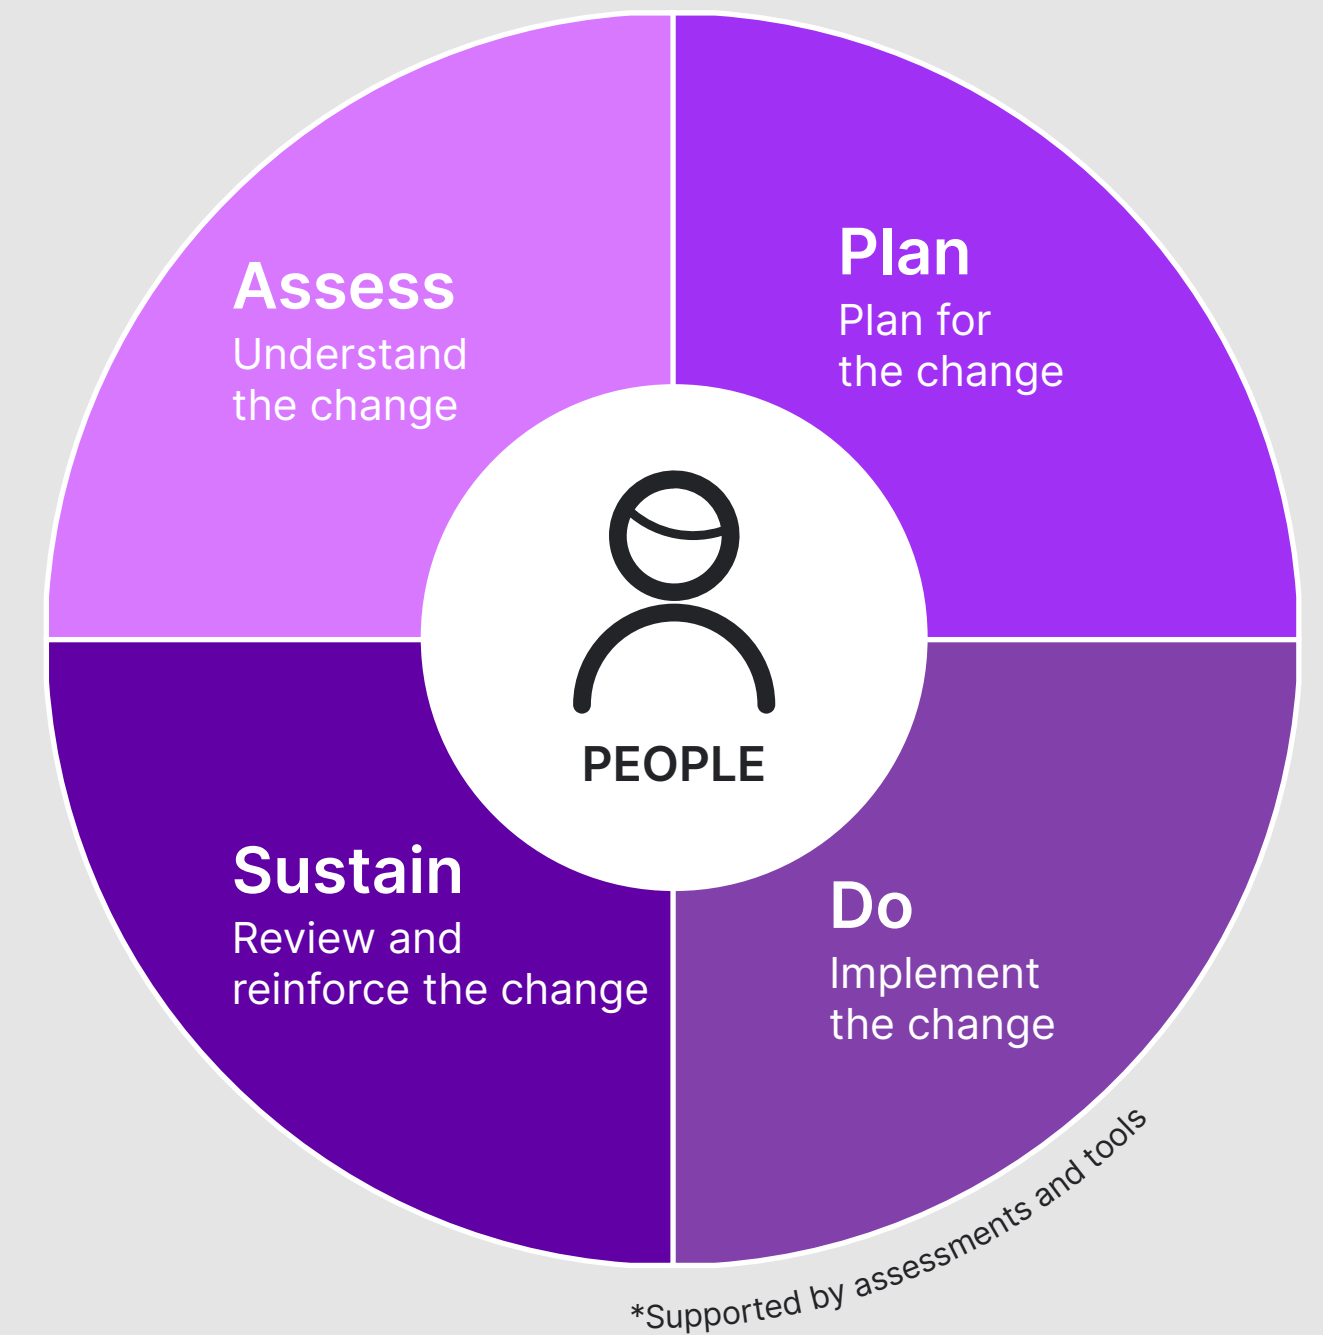 Assess
Understand
the change
Plan
Plan for
the change
PEOPLE
Sustain
Review and
reinforce the change
Do
Implement
the change
*Supported by assessments and tools